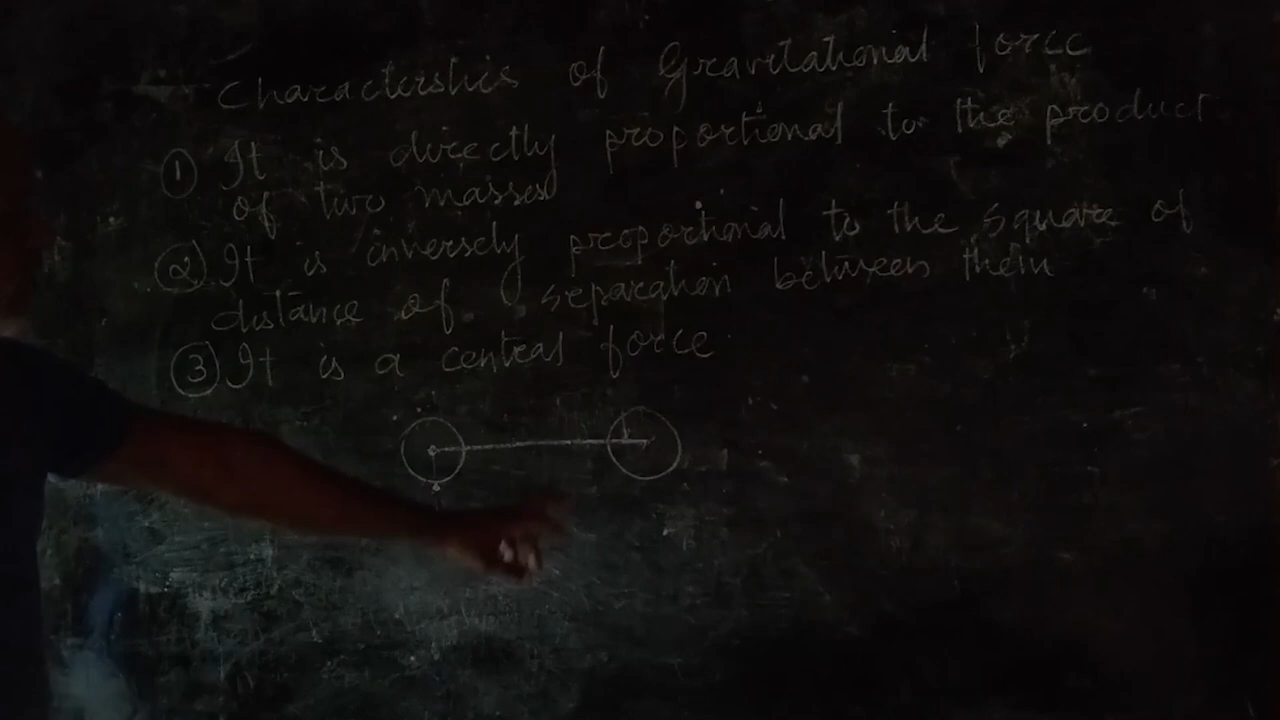 Characterstics of Gravitational force
① It is directly proportional to the product
of two masses
② It is inversely proportional to the square of
distance of separation between them
③ It is a central force.